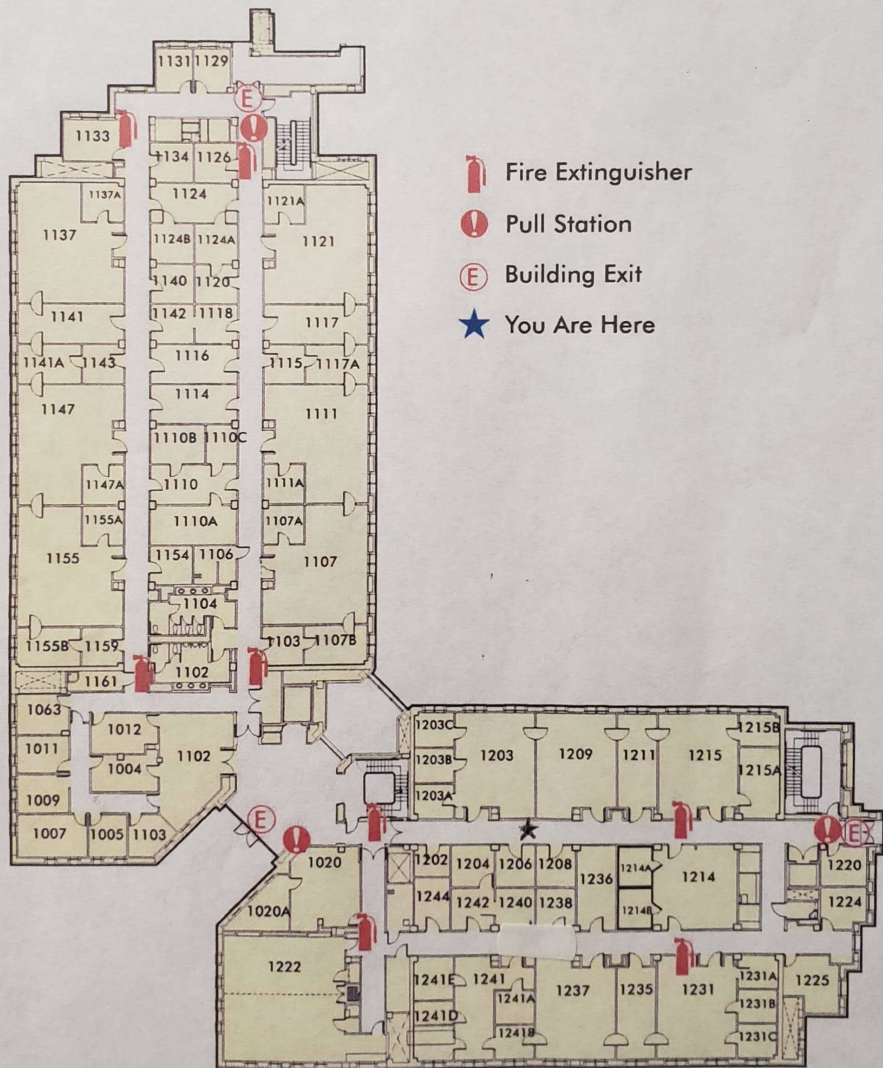 1131 1129
E
1133
1134 1126
1137A 1124 1121A
1137 1124B 1124A 1121
1140 1120
1141 1142 1118 1117
1141A 1143 1116 1115 1117A
1147 1114 1111
1110B 1110C
1147A 1110 1111A
1155A 1110A 1107A
1155 1154 1106 1107
1104
1155B 1159 1103 1107B
1161 1102
1063 1012 1102
1011 1004
1009
1007 1005 1103
Fire Extinguisher
! Pull Station
E Building Exit
You Are Here
1203C 1203 1209 1211 1215 1215B
1203B 1215A
1203A
E
1020 1202 1204 1206 1208 1236 1214A 1214 1220
E
1020A 1244 1242 1240 1238 1214B 1224
1222 1241E 1241 1237 1235 1231 1231A 1225
1241A 1231B
1241D 1241B 1231C